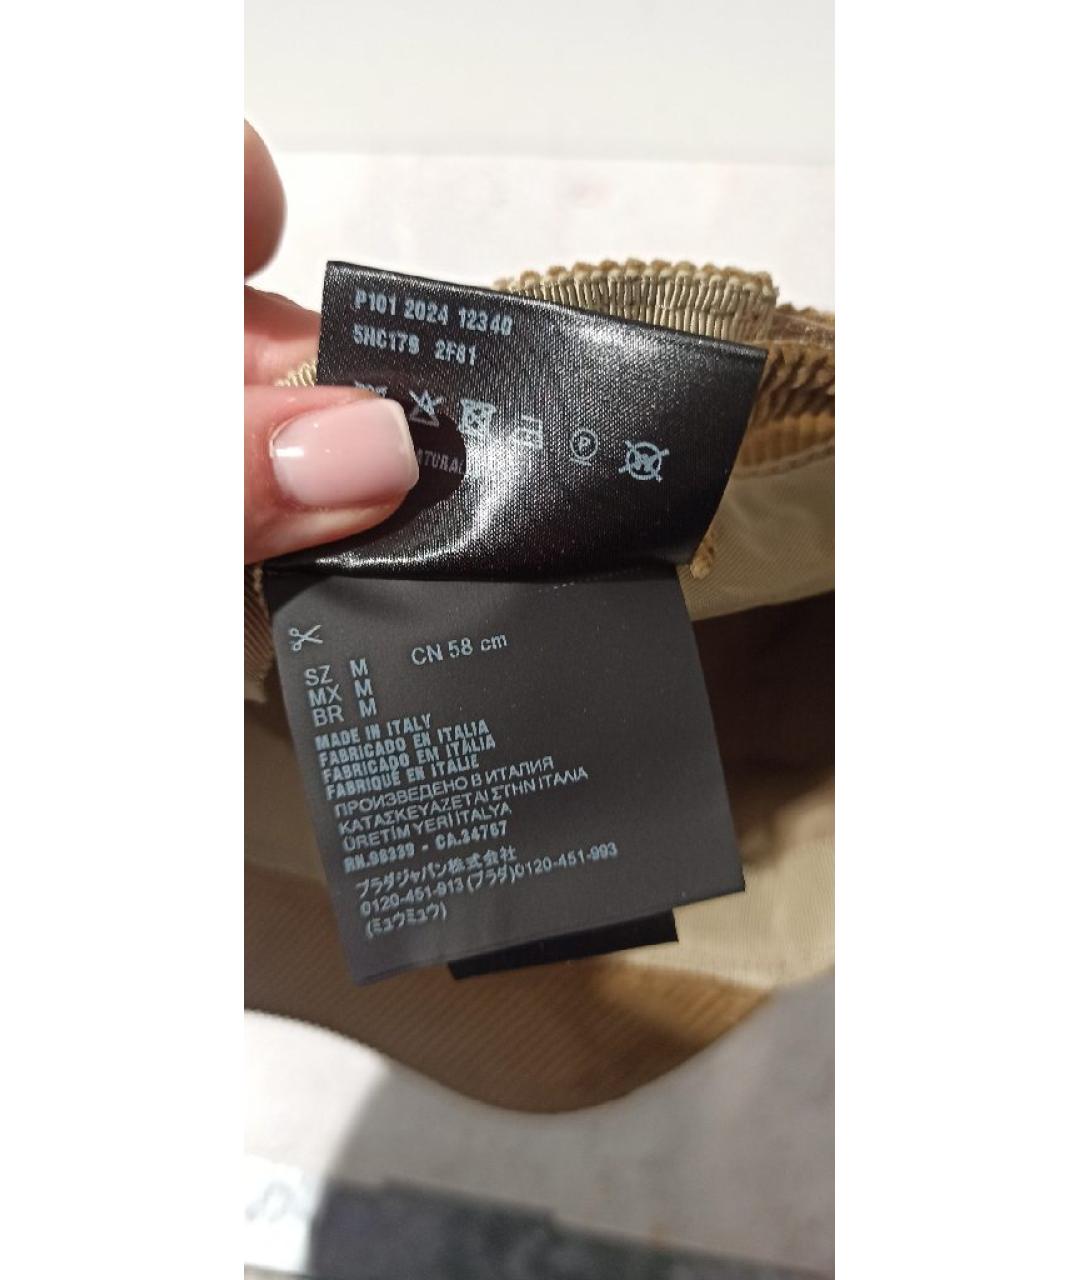 P101 2024 12340
5HC179 2F81
SZ M CN 58 cm
MX M
BR M
MADE IN ITALY
FABRICADO EN ITALIA
FABRICADO EM ITÁLIA
FABRIQUÉ EN ITALIE
ПРОИЗВЕДЕНО В ИТАЛИЯ
ΚΑΤΑΣΚΕΥΑΖΕΤΑΙ ΣΤΗΝ ΙΤΑΛΙΑ
ÜRETİM YERİ İTALYA
RN.96339 - CA.34767
プラダジャパン株式会社
0120-451-913 (プラダ)0120-451-993
(ミュウミュウ)